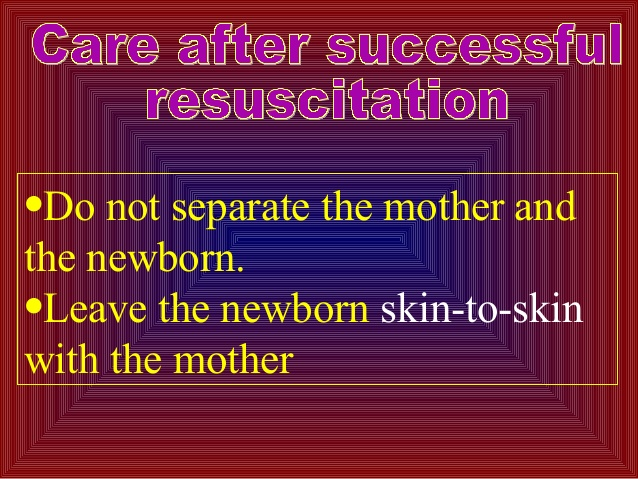 Care after successful
resuscitation
•Do not separate the mother and
the newborn.
•Leave the newborn skin-to-skin
with the mother